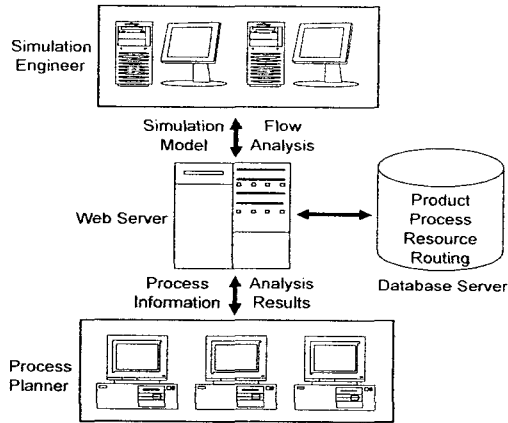 Simulation
Engineer
Simulation Flow
Model Analysis
Web Server
Product
Process
Resource
Routing
Database Server
Process Analysis
Information Results
Process
Planner